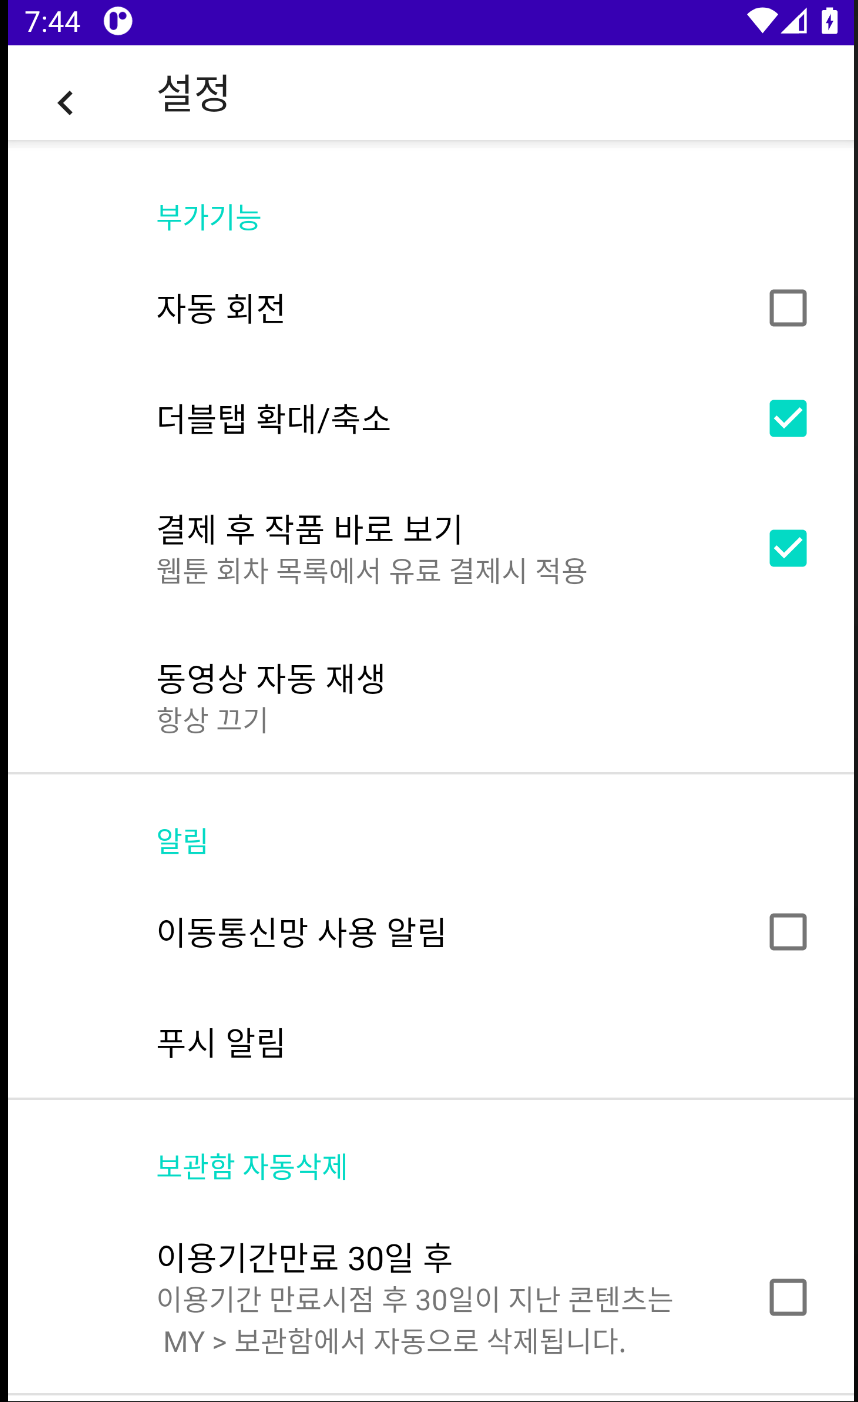 7:44
설정
부가기능
자동 회전
더블탭 확대/축소
결제 후 작품 바로 보기
웹툰 회차 목록에서 유료 결제시 적용
동영상 자동 재생
항상 끄기
알림
이동통신망 사용 알림
푸시 알림
보관함 자동삭제
이용기간만료 30일 후
이용기간 만료시점 후 30일이 지난 콘텐츠는
MY > 보관함에서 자동으로 삭제됩니다.